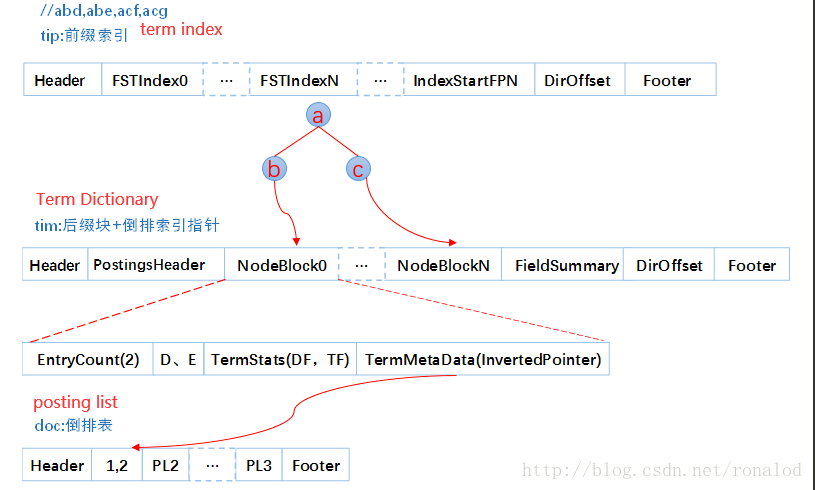 //abd,abe,acf,acg
tip:前缀索引 term index
Header FSTIndex0 ... FSTIndexN ... IndexStartFPN DirOffset Footer
a
b c
Term Dictionary
tim:后缀块+倒排索引指针
Header PostingsHeader NodeBlock0 ... NodeBlockN FieldSummary DirOffset Footer
EntryCount(2) D、E TermStats(DF，TF) TermMetaData(InvertedPointer)
posting list
doc:倒排表
Header 1,2 PL2 ... PL3 Footer
http://blog.csdn.net/ronalod